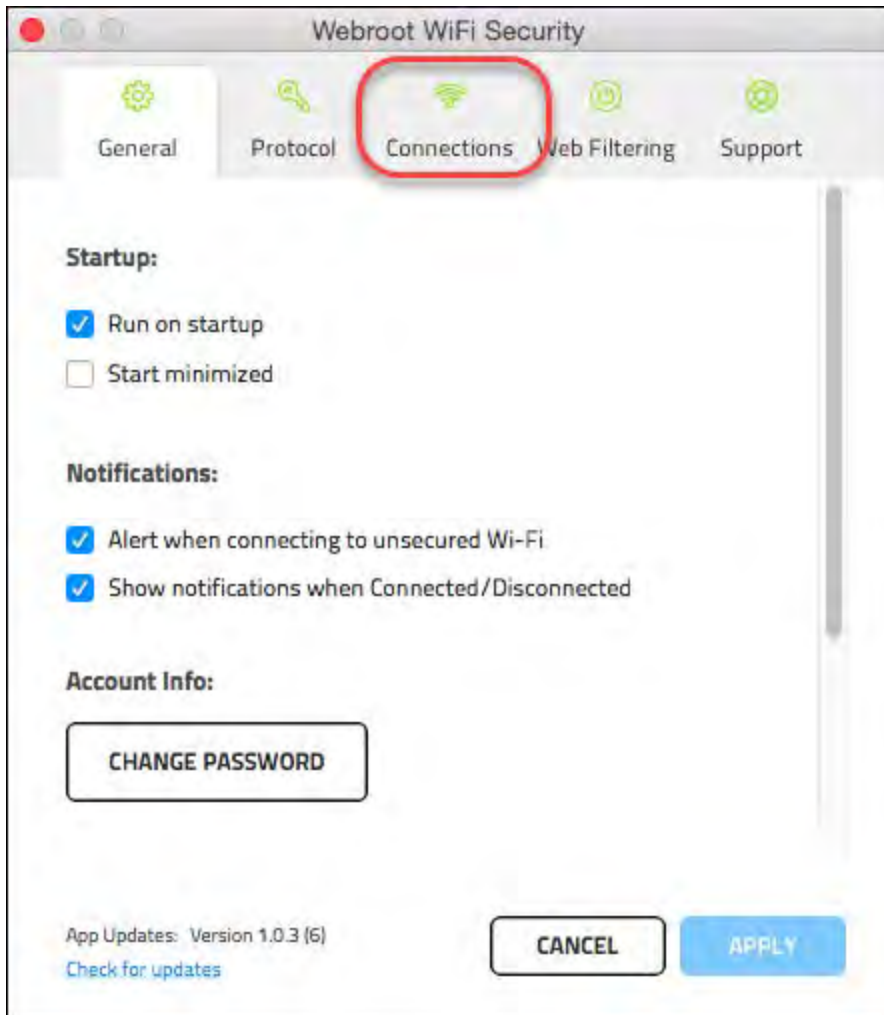 Webroot WiFi Security
General Protocol Connections Web Filtering Support
Startup:
Run on startup
Start minimized
Notifications:
Alert when connecting to unsecured Wi-Fi
Show notifications when Connected/Disconnected
Account Info:
CHANGE PASSWORD
App Updates: Version 1.0.3 (6)
Check for updates
CANCEL APPLY